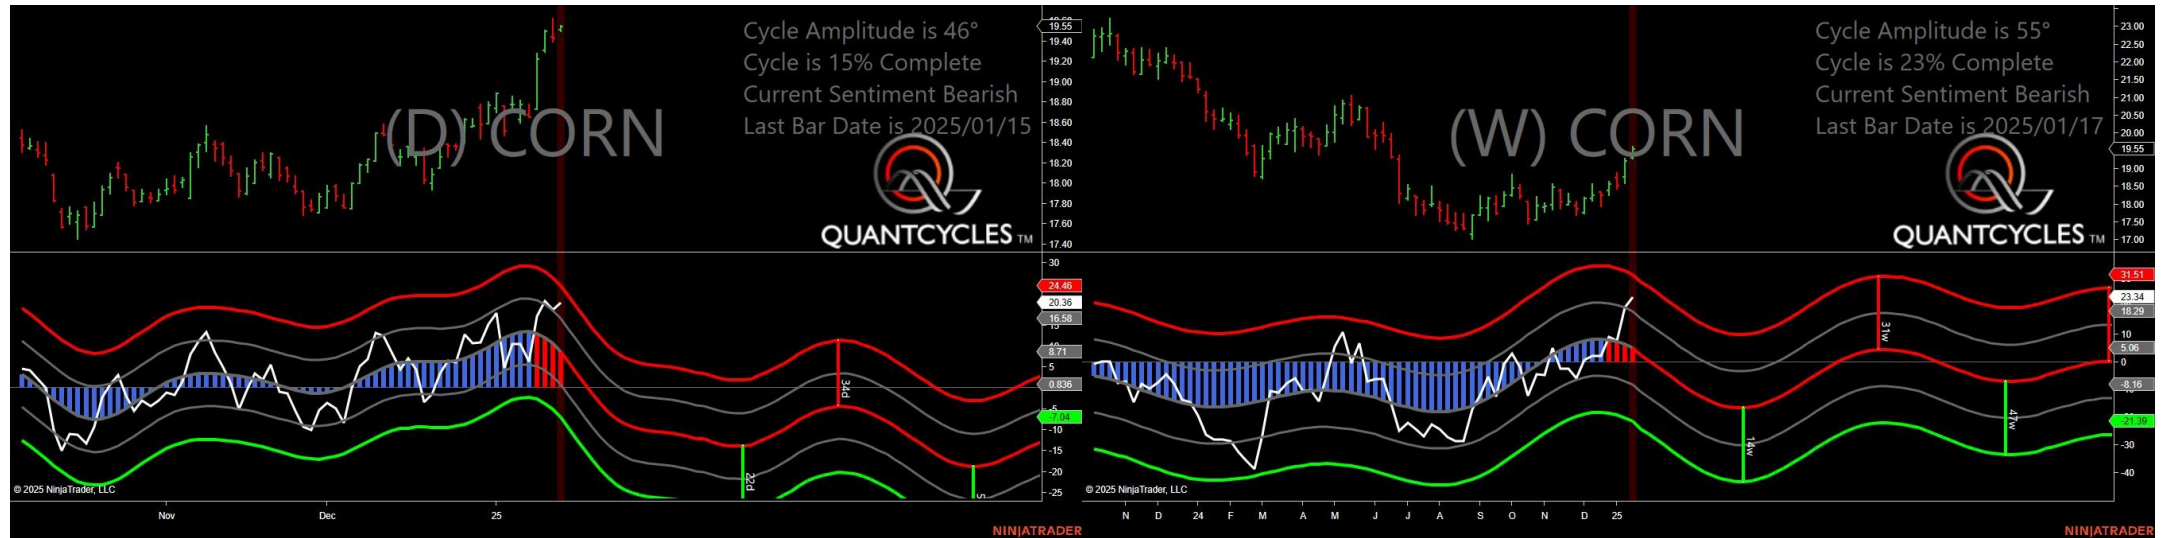 Cycle Amplitude is 46°
Cycle is 15% Complete
Current Sentiment Bearish
Last Bar Date is 2025/01/15
(D) CORN
QUANTCYCLES TM
19.55
19.40
19.20
19.00
18.80
18.60
18.40
18.20
18.00
17.80
17.60
17.40
30
24.46
20.36
16.58
8.71
5
0.836
-5
-7.04
-10
-15
-20
-25
34d
22d
5
© 2025 NinjaTrader, LLC
Nov
Dec
25
NINJATRADER
Cycle Amplitude is 55°
Cycle is 23% Complete
Current Sentiment Bearish
Last Bar Date is 2025/01/17
(W) CORN
QUANTCYCLES TM
23.00
22.50
22.00
21.50
21.00
20.50
20.00
19.55
19.00
18.50
18.00
17.50
17.00
31.51
23.34
18.29
10
5.06
0
-8.16
-21.39
-30
-40
31w
14w
47w
© 2025 NinjaTrader, LLC
N D 24 F M A M J J A S O N D 25
NINJATRADER